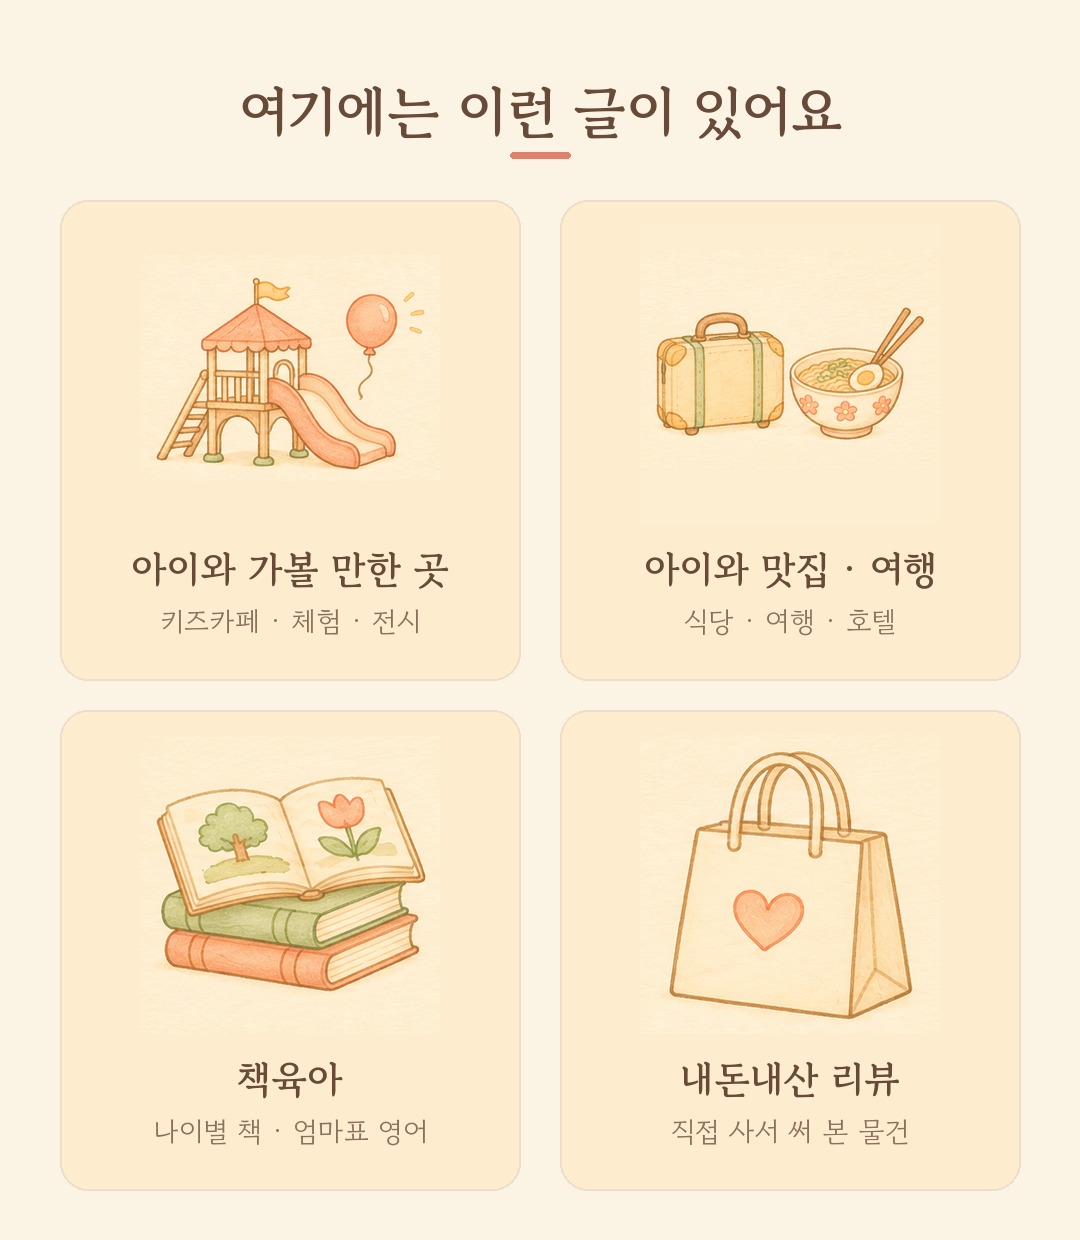 여기에는 이런 글이 있어요
아이와 가볼 만한 곳
키즈카페 · 체험 · 전시
아이와 맛집 · 여행
식당 · 여행 · 호텔
책육아
나이별 책 · 엄마표 영어
내돈내산 리뷰
직접 사서 써 본 물건